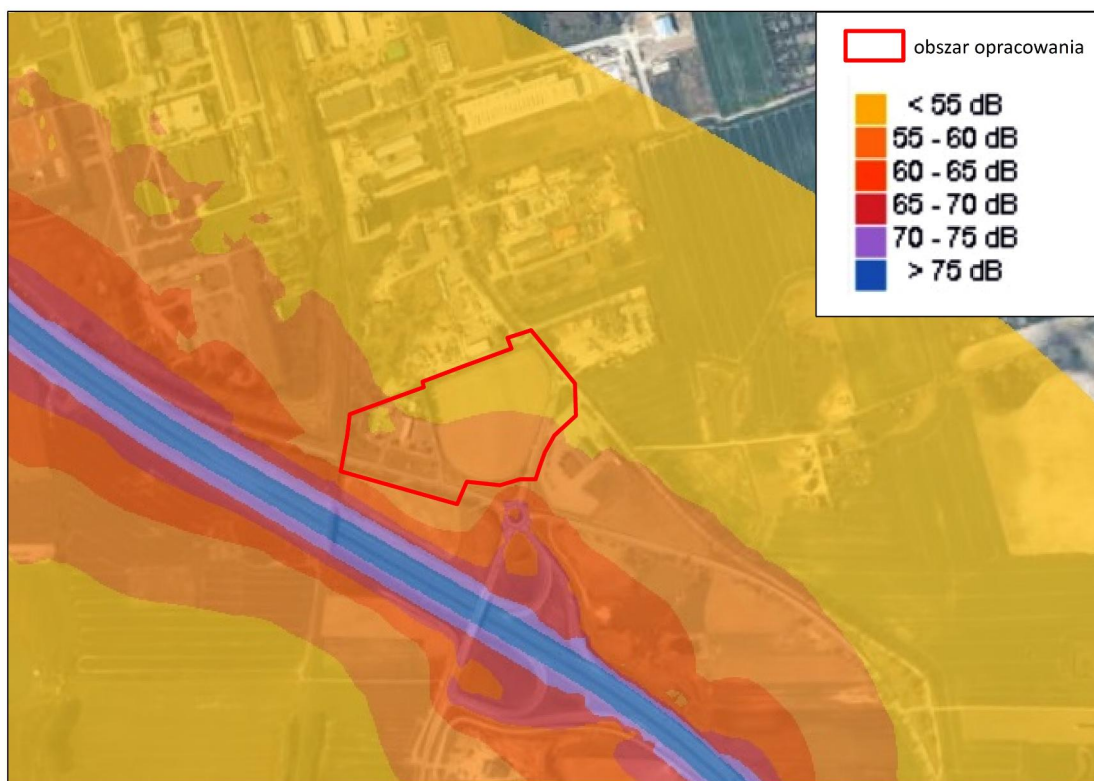 obszar opracowania
< 55 dB
55 - 60 dB
60 - 65 dB
65 - 70 dB
70 - 75 dB
> 75 dB